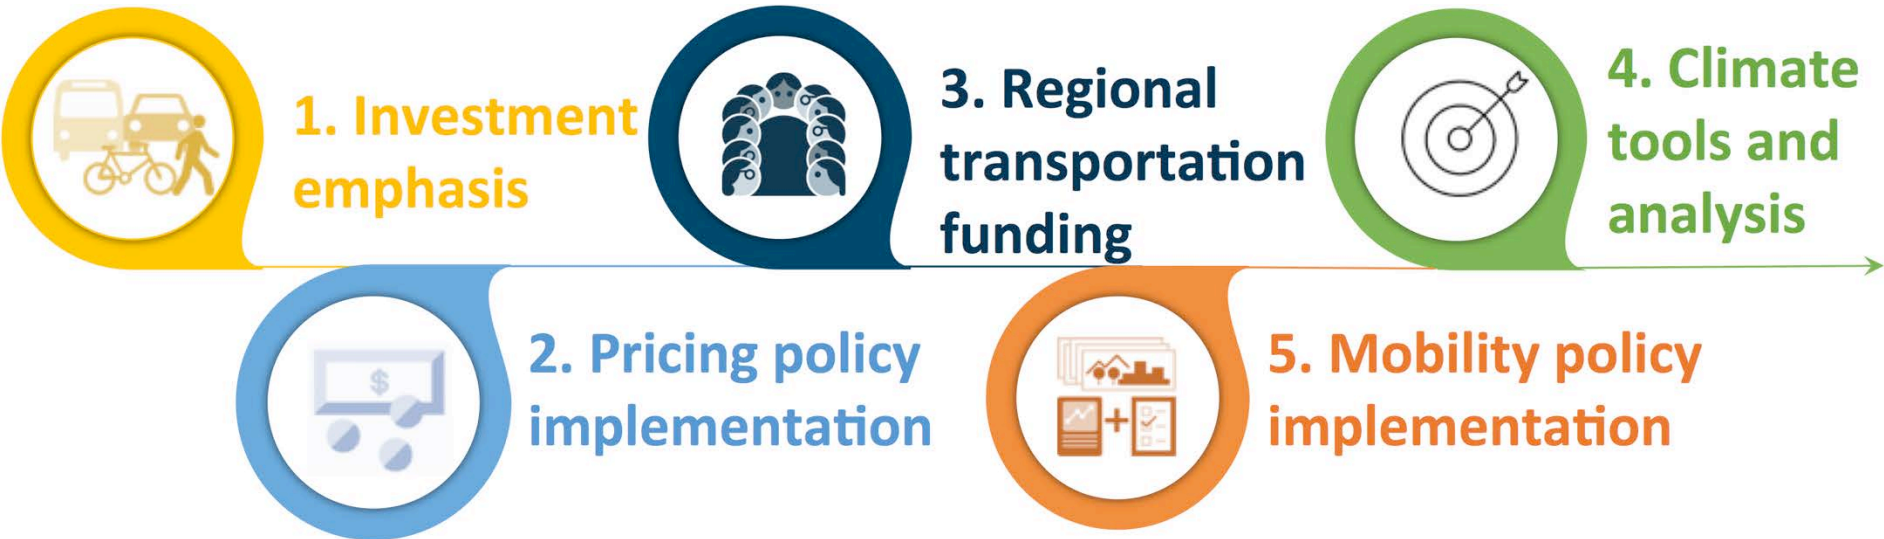 1. Investment
emphasis
2. Pricing policy
implementation
3. Regional
transportation
funding
4. Climate
tools and
analysis
5. Mobility policy
implementation
$